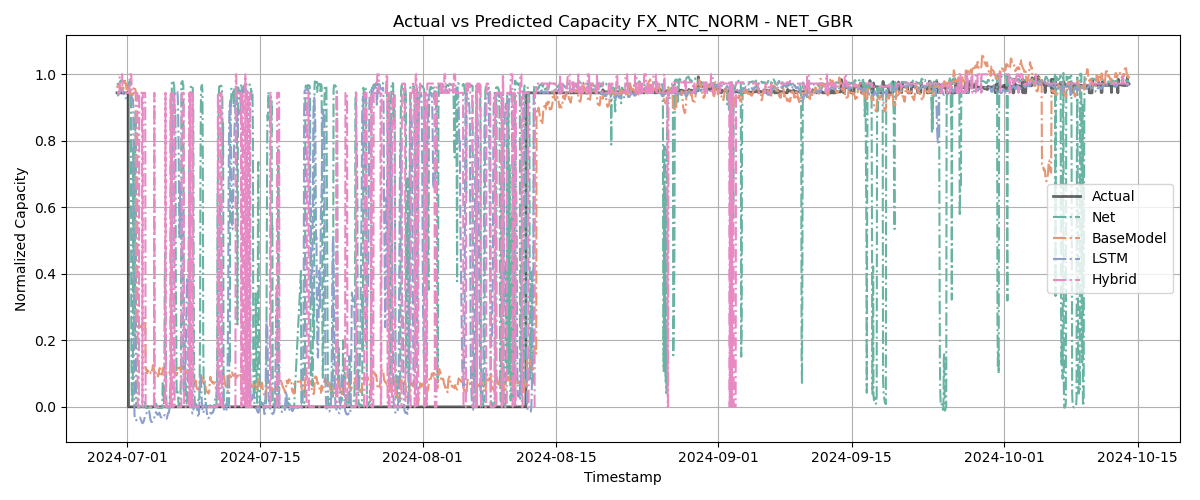 Actual vs Predicted Capacity FX_NTC_NORM - NET_GBR
Normalized Capacity
1.0
0.8
0.6
0.4
0.2
0.0
Actual
Net
BaseModel
LSTM
Hybrid
2024-07-01
2024-07-15
2024-08-01
2024-08-15
2024-09-01
2024-09-15
2024-10-01
2024-10-15
Timestamp